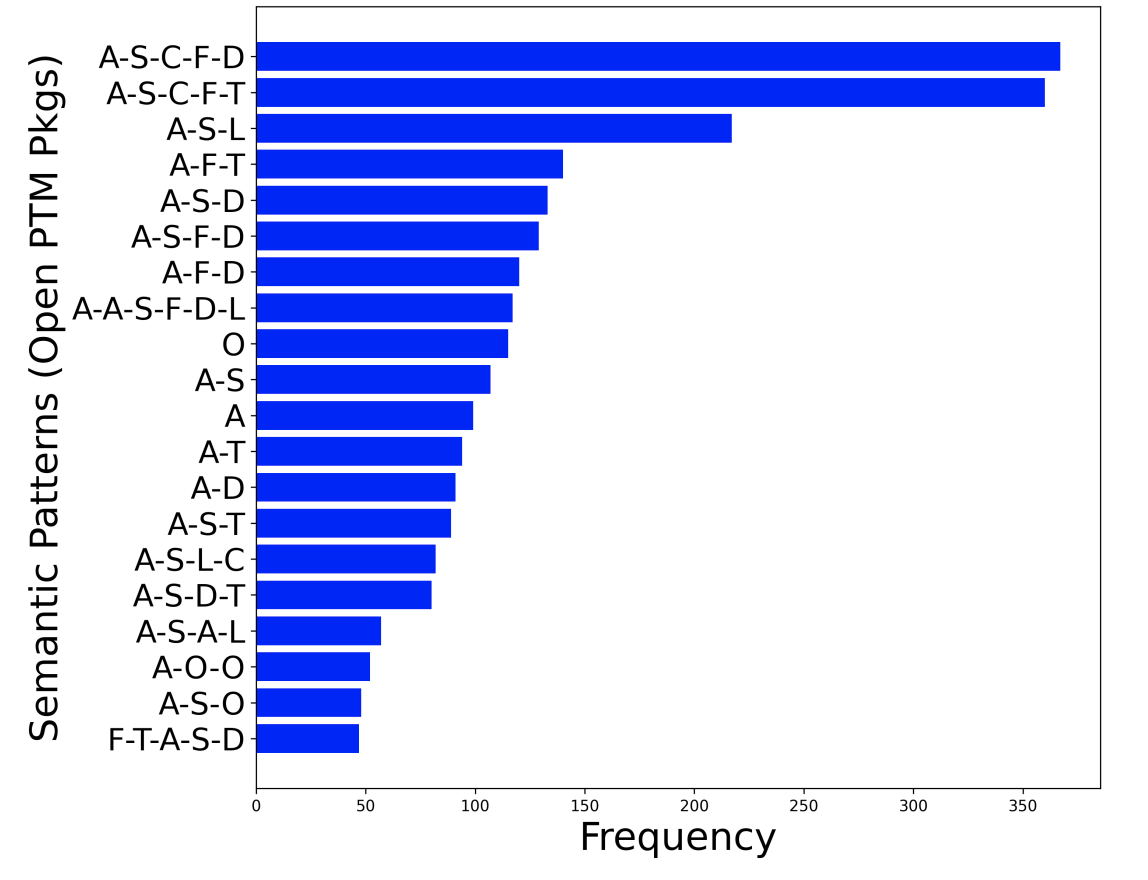 Semantic Patterns (Open PTM Pkgs)
A-S-C-F-D
A-S-C-F-T
A-S-L
A-F-T
A-S-D
A-S-F-D
A-F-D
A-A-S-F-D-L
O
A-S
A
A-T
A-D
A-S-T
A-S-L-C
A-S-D-T
A-S-A-L
A-O-O
A-S-O
F-T-A-S-D
0 50 100 150 200 250 300 350
Frequency